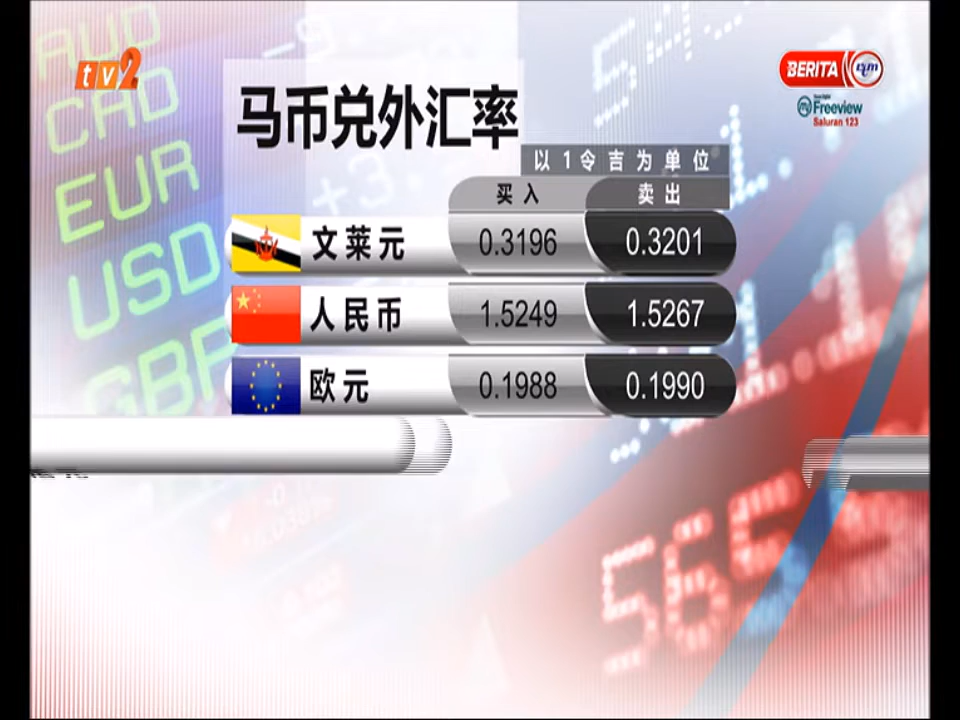 AUD
CAD
EUR
USD
GBP
tv2
BERITA rtm
Freeview
Saluran 123
马币兑外汇率
以 1 令吉为单位
买入 卖出
文莱元 0.3196 0.3201
人民币 1.5249 1.5267
欧元 0.1988 0.1990
565